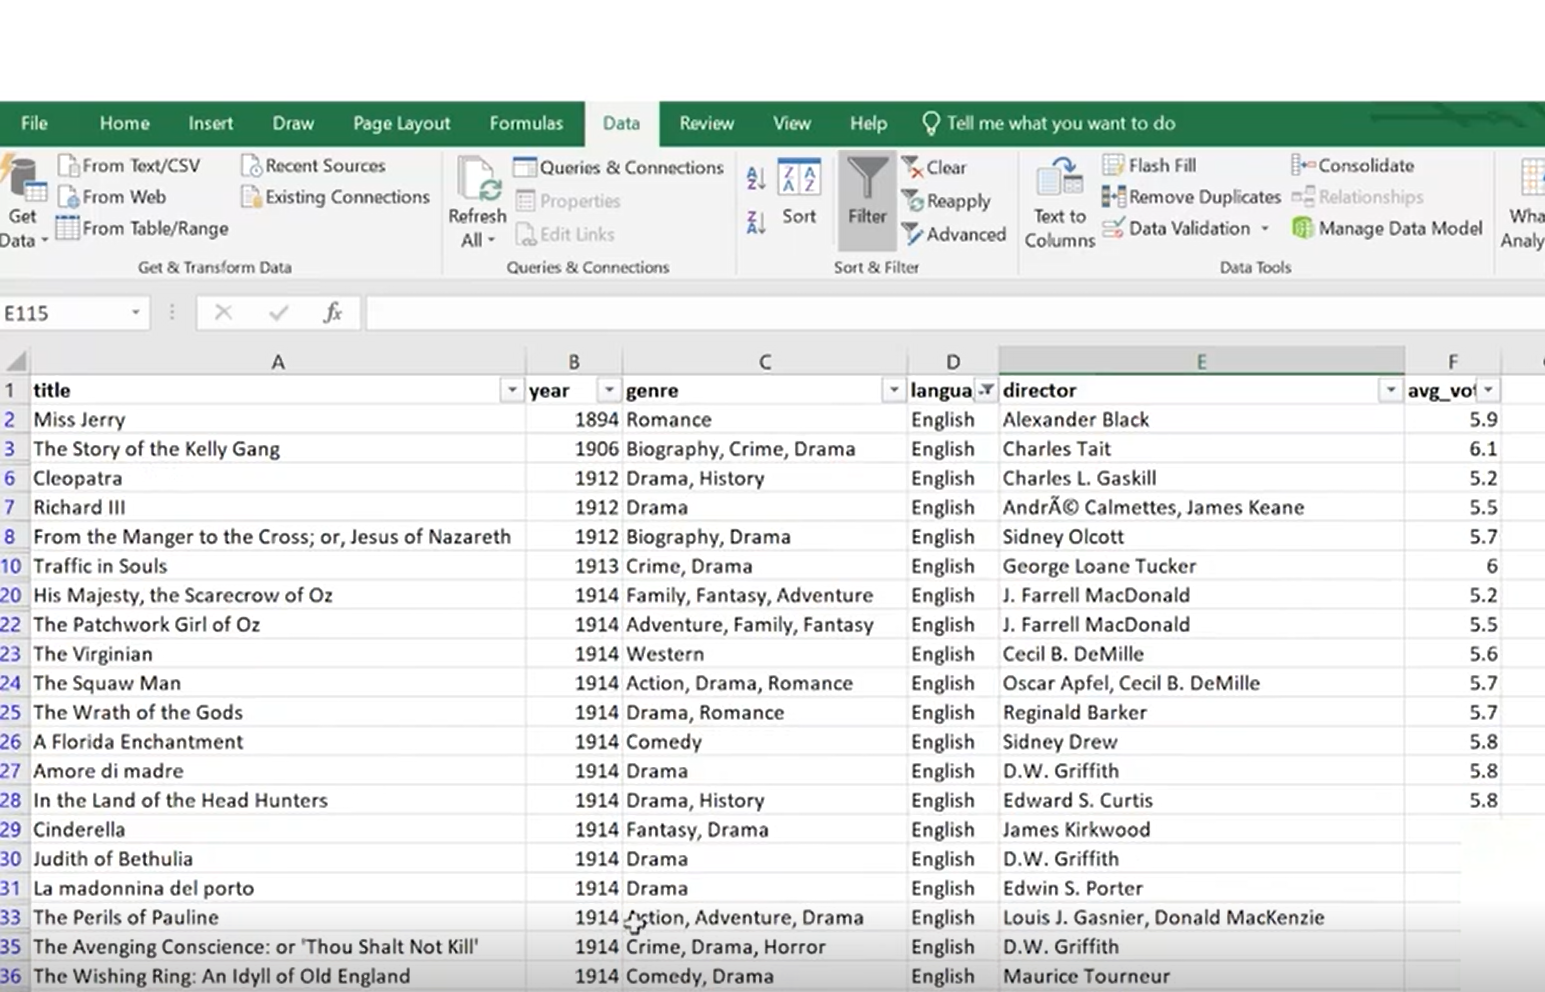 File Home Insert Draw Page Layout Formulas Data Review View Help Tell me what you want to do
From Text/CSV Recent Sources Queries & Connections Clear Flash Fill Consolidate
From Web Existing Connections Properties Reapply Remove Duplicates Relationships
Get Data From Table/Range Refresh All Edit Links Sort Filter Advanced Text to Columns Data Validation Manage Data Model
Get & Transform Data Queries & Connections Sort & Filter Data Tools
E115 fx
A B C D E F
1 title year genre langua director avg_vo
2 Miss Jerry 1894 Romance English Alexander Black 5.9
3 The Story of the Kelly Gang 1906 Biography, Crime, Drama English Charles Tait 6.1
6 Cleopatra 1912 Drama, History English Charles L. Gaskill 5.2
7 Richard III 1912 Drama English AndrÃ© Calmettes, James Keane 5.5
8 From the Manger to the Cross; or, Jesus of Nazareth 1912 Biography, Drama English Sidney Olcott 5.7
10 Traffic in Souls 1913 Crime, Drama English George Loane Tucker 6
20 His Majesty, the Scarecrow of Oz 1914 Family, Fantasy, Adventure English J. Farrell MacDonald 5.2
22 The Patchwork Girl of Oz 1914 Adventure, Family, Fantasy English J. Farrell MacDonald 5.5
23 The Virginian 1914 Western English Cecil B. DeMille 5.6
24 The Squaw Man 1914 Action, Drama, Romance English Oscar Apfel, Cecil B. DeMille 5.7
25 The Wrath of the Gods 1914 Drama, Romance English Reginald Barker 5.7
26 A Florida Enchantment 1914 Comedy English Sidney Drew 5.8
27 Amore di madre 1914 Drama English D.W. Griffith 5.8
28 In the Land of the Head Hunters 1914 Drama, History English Edward S. Curtis 5.8
29 Cinderella 1914 Fantasy, Drama English James Kirkwood
30 Judith of Bethulia 1914 Drama English D.W. Griffith
31 La madonnina del porto 1914 Drama English Edwin S. Porter
33 The Perils of Pauline 1914 Action, Adventure, Drama English Louis J. Gasnier, Donald MacKenzie
35 The Avenging Conscience: or 'Thou Shalt Not Kill' 1914 Crime, Drama, Horror English D.W. Griffith
36 The Wishing Ring: An Idyll of Old England 1914 Comedy, Drama English Maurice Tourneur